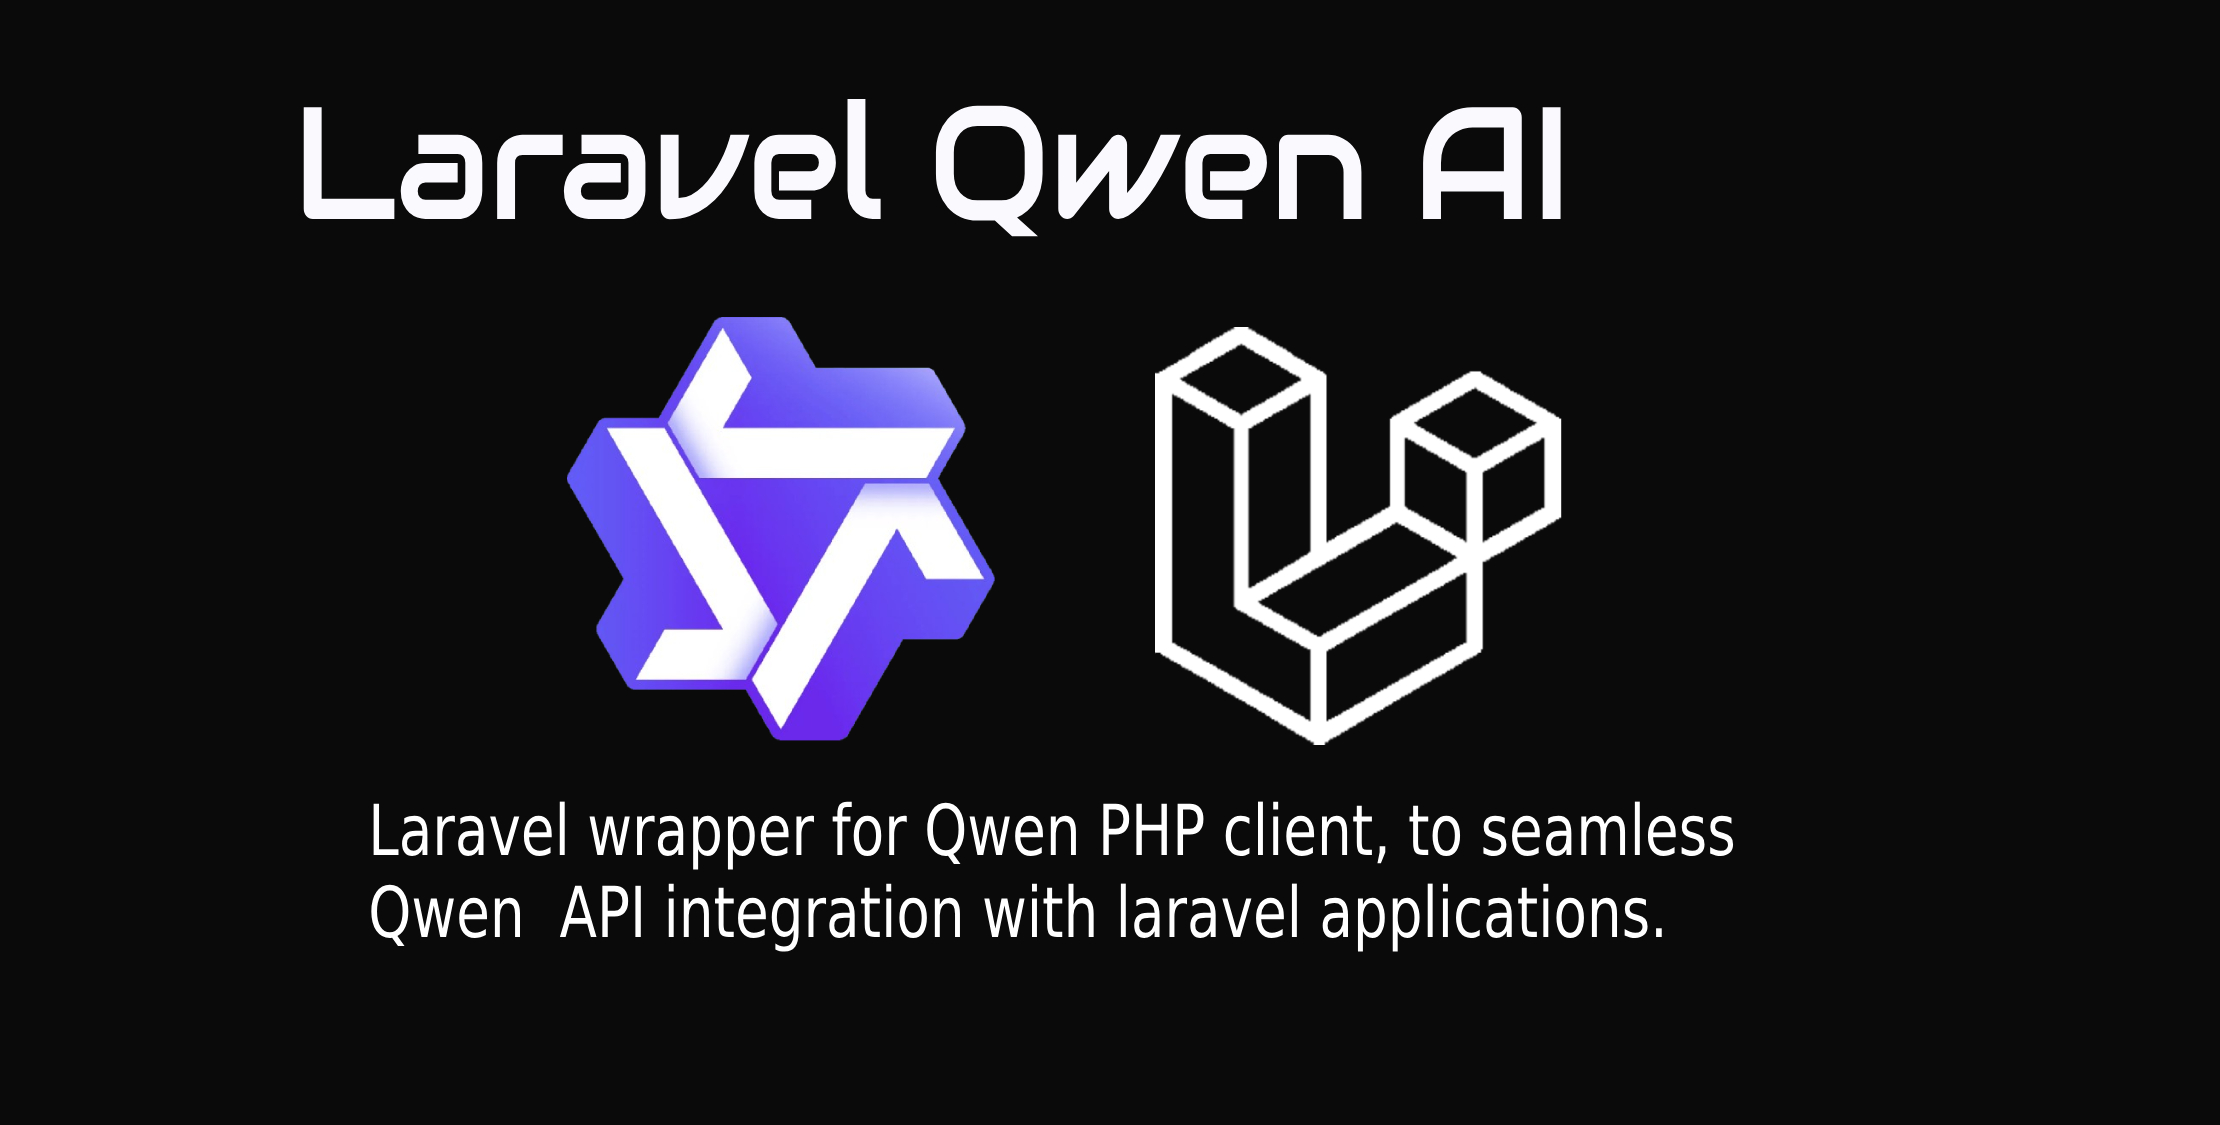 Laravel Qwen AI
Laravel wrapper for Qwen PHP client, to seamless
Qwen  API integration with laravel applications.